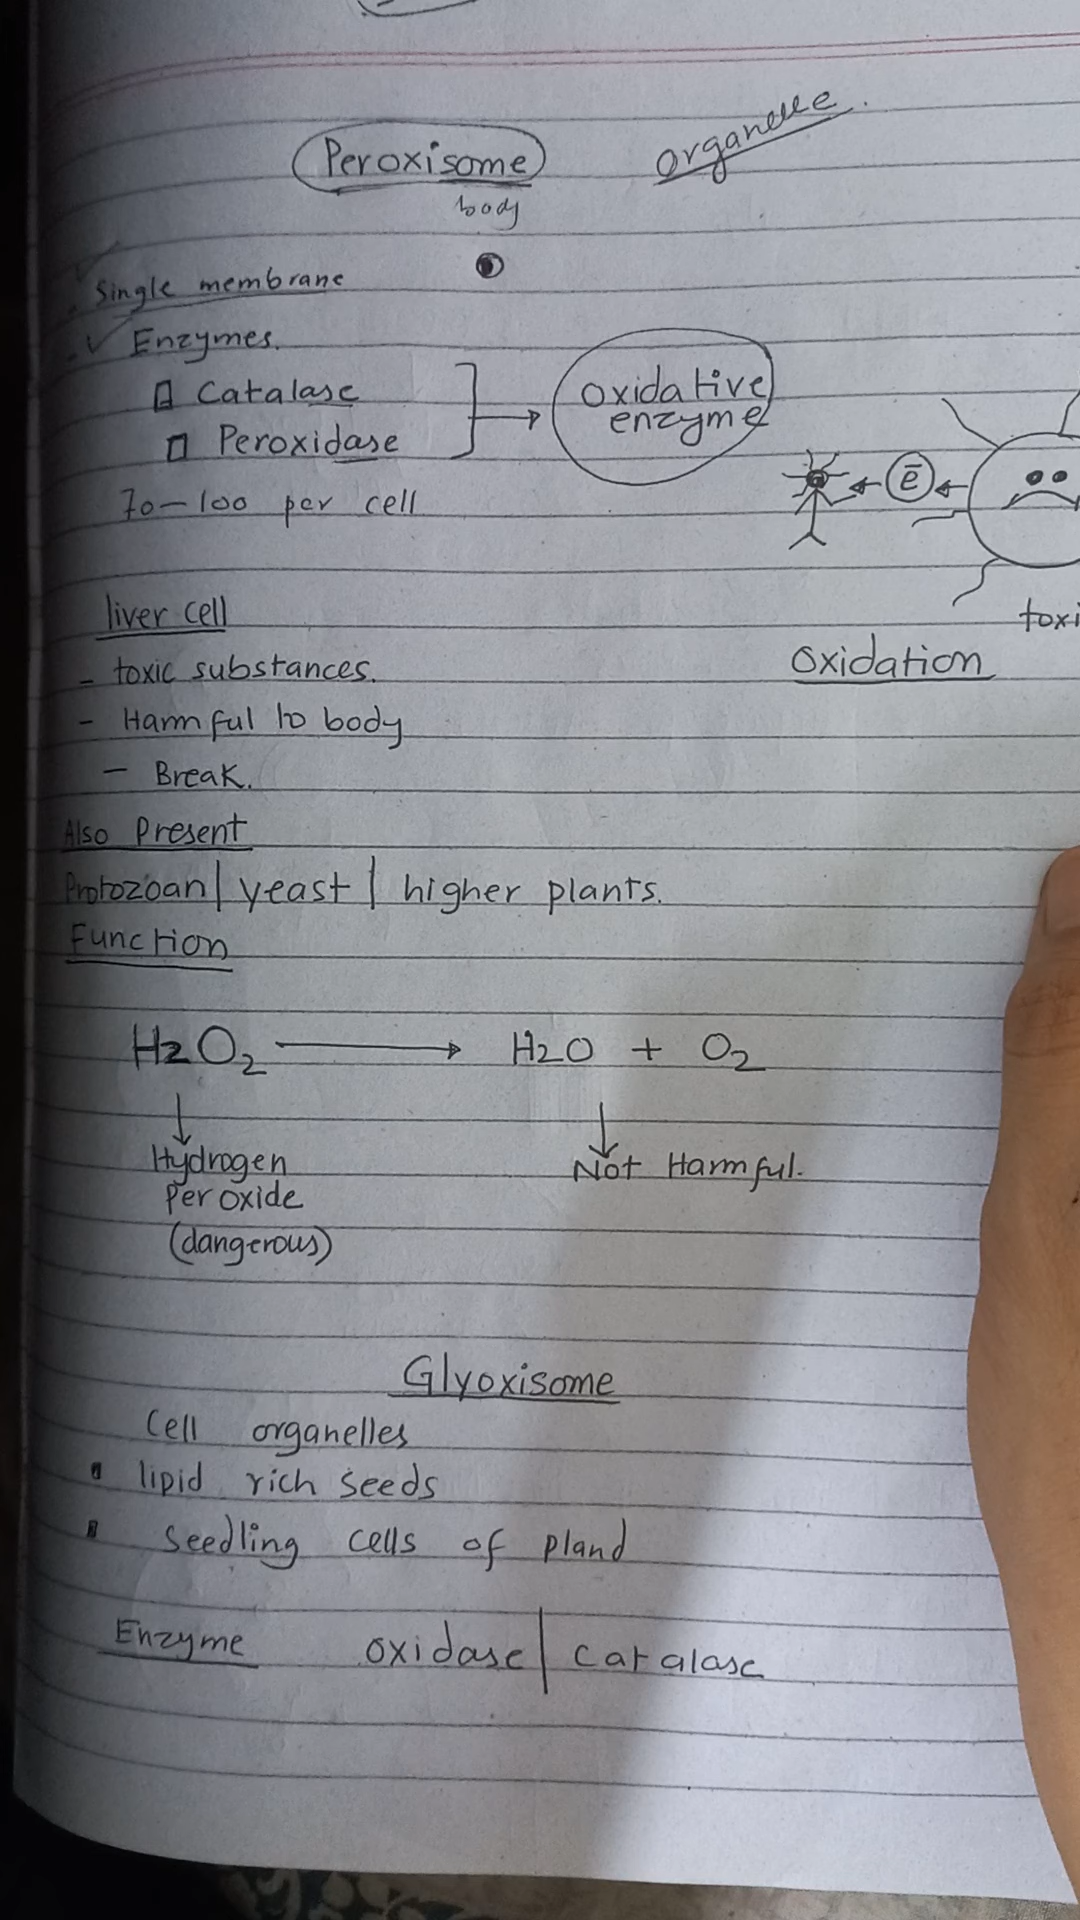 Peroxisome
organelle.
body
Single membrane
Enzymes.
Catalase
Peroxidase
oxidative
enzyme
70-100 per cell
ē
liver cell
toxi
- toxic substances.
oxidation
- Harmful to body
- Break.
Also Present
Protozoan | yeast | higher plants.
Function
H2O2 → H2O + O2
Hydrogen
Peroxide
(dangerous)
Not Harmful.
Glyoxisome
Cell organelles
lipid rich seeds
Seedling cells of pland
Enzyme oxidase | catalase